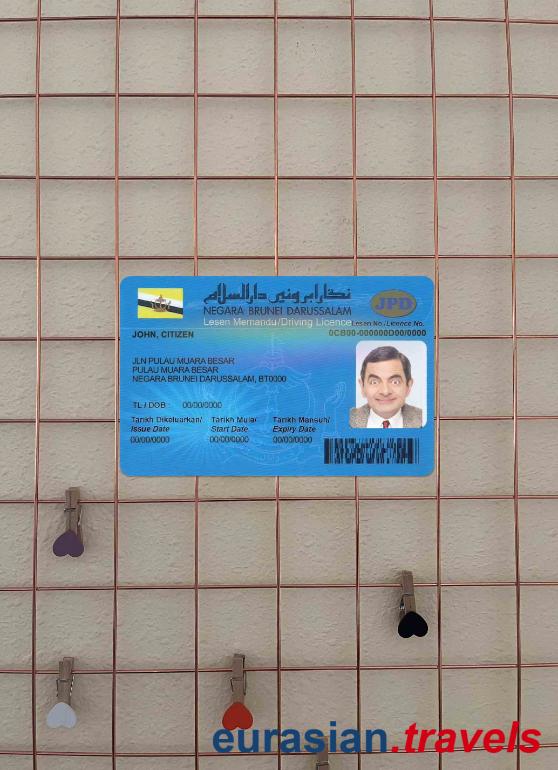 نݢارا بروني دارالسلام
NEGARA BRUNEI DARUSSALAM
JPD
Lesen Memandu/Driving Licence
Lesen No./Licence No.
JOHN, CITIZEN
0CB00-000000D00/0000
JLN PULAU MUARA BESAR
PULAU MUARA BESAR
NEGARA BRUNEI DARUSSALAM, BT0000
TL / DOB 00/00/0000
Tarikh Dikeluarkan/ Tarikh Mula/ Tarikh Mansuh/
Issue Date Start Date Expiry Date
00/00/0000 00/00/0000 00/00/0000
eurasian.travels